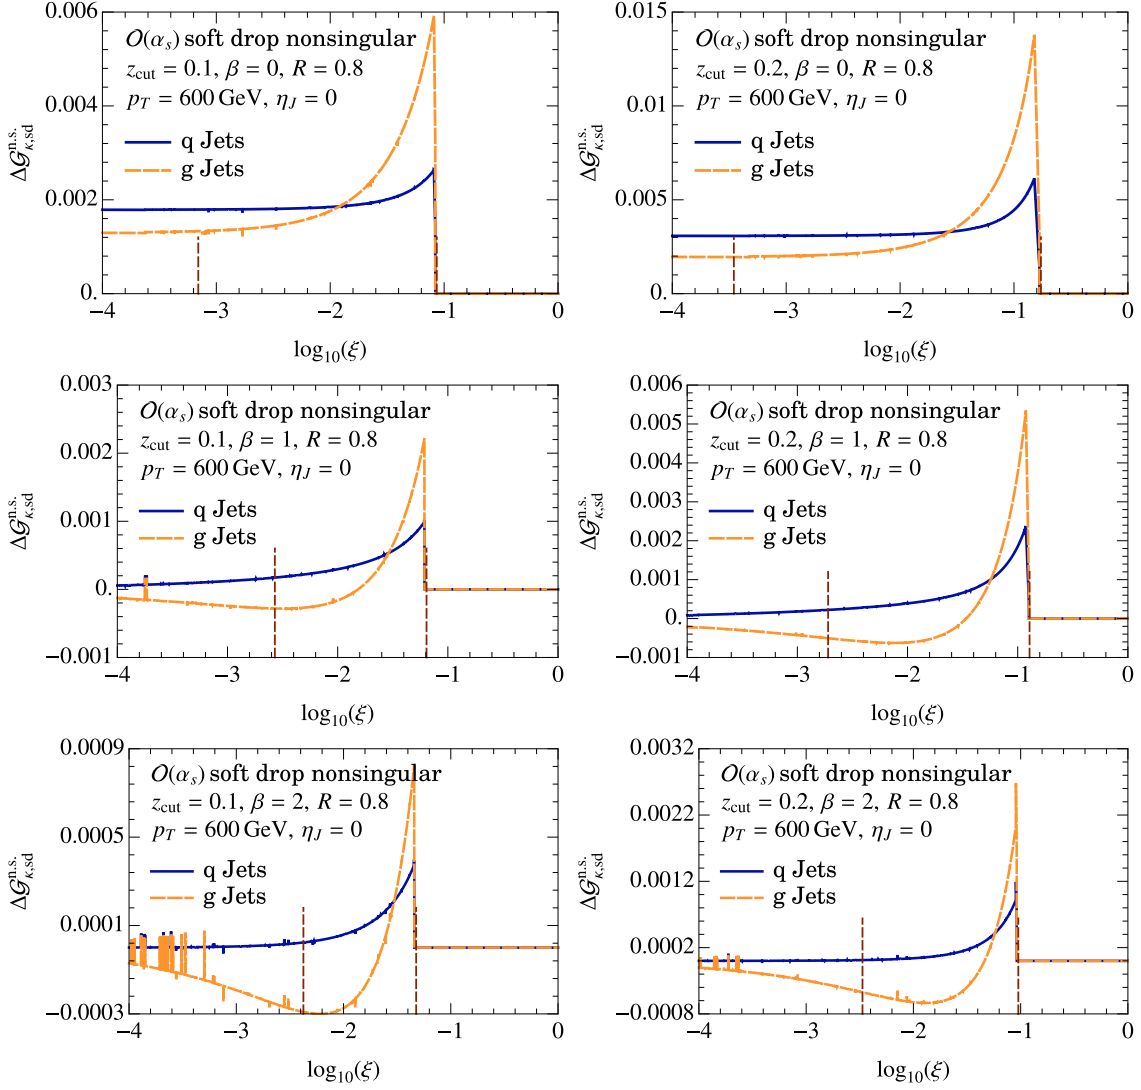 O(αs) soft drop nonsingular
zcut = 0.1, β = 0, R = 0.8
pT = 600 GeV, ηJ = 0
q Jets
g Jets
0.006
0.004
0.002
0.
−4 −3 −2 −1 0
log10(ξ)
ΔG n.s. κ,sd
O(αs) soft drop nonsingular
zcut = 0.2, β = 0, R = 0.8
pT = 600 GeV, ηJ = 0
q Jets
g Jets
0.015
0.010
0.005
0.
−4 −3 −2 −1 0
log10(ξ)
ΔG n.s. κ,sd
O(αs) soft drop nonsingular
zcut = 0.1, β = 1, R = 0.8
pT = 600 GeV, ηJ = 0
q Jets
g Jets
0.003
0.002
0.001
0.
−0.001
−4 −3 −2 −1 0
log10(ξ)
ΔG n.s. κ,sd
O(αs) soft drop nonsingular
zcut = 0.2, β = 1, R = 0.8
pT = 600 GeV, ηJ = 0
q Jets
g Jets
0.006
0.005
0.003
0.002
0.001
0.
−0.001
−4 −3 −2 −1 0
log10(ξ)
ΔG n.s. κ,sd
O(αs) soft drop nonsingular
zcut = 0.1, β = 2, R = 0.8
pT = 600 GeV, ηJ = 0
q Jets
g Jets
0.0009
0.0005
0.0001
−0.0003
−4 −3 −2 −1 0
log10(ξ)
ΔG n.s. κ,sd
O(αs) soft drop nonsingular
zcut = 0.2, β = 2, R = 0.8
pT = 600 GeV, ηJ = 0
q Jets
g Jets
0.0032
0.0022
0.0012
0.0002
−0.0008
−4 −3 −2 −1 0
log10(ξ)
ΔG n.s. κ,sd